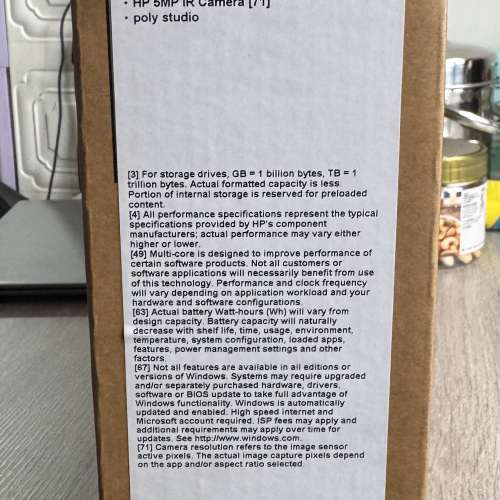 • HP 5MP IR Camera [71]
• poly studio
[3] For storage drives, GB = 1 billion bytes, TB = 1
trillion bytes. Actual formatted capacity is less.
Portion of internal storage is reserved for preloaded
content.
[4] All performance specifications represent the typical
specifications provided by HP's component
manufacturers; actual performance may vary either
higher or lower.
[49] Multi-core is designed to improve performance of
certain software products. Not all customers or
software applications will necessarily benefit from use
of this technology. Performance and clock frequency
will vary depending on application workload and your
hardware and software configurations.
[63] Actual battery Watt-hours (Wh) will vary from
design capacity. Battery capacity will naturally
decrease with shelf life, time, usage, environment,
temperature, system configuration, loaded apps,
features, power management settings and other
factors.
[67] Not all features are available in all editions or
versions of Windows. Systems may require upgraded
and/or separately purchased hardware, drivers,
software or BIOS update to take full advantage of
Windows functionality. Windows is automatically
updated and enabled. High speed internet and
Microsoft account required. ISP fees may apply and
additional requirements may apply over time for
updates. See http://www.windows.com.
[71] Camera resolution refers to the image sensor
active pixels. The actual image capture pixels depend
on the app and/or aspect ratio selected.